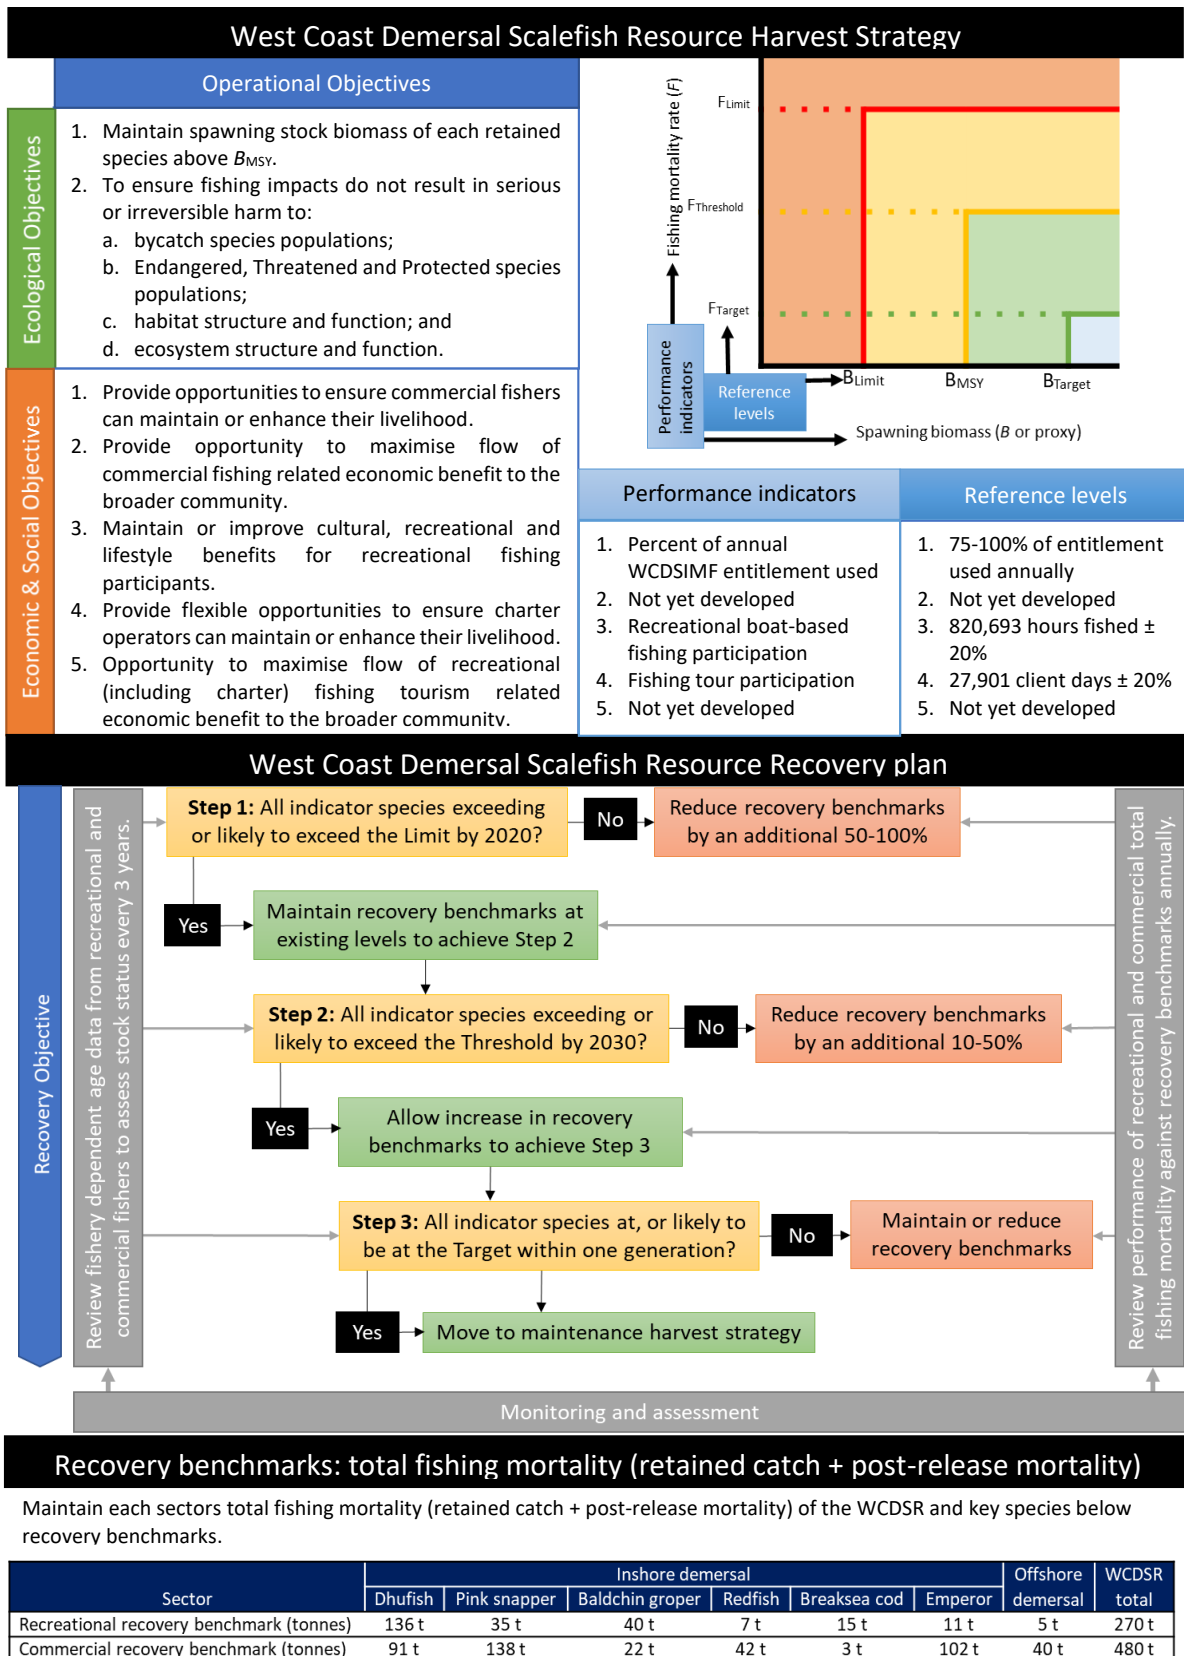 West Coast Demersal Scalefish Resource Harvest Strategy
Operational Objectives
Ecological Objectives
1. Maintain spawning stock biomass of each retained
species above BMSY.
2. To ensure fishing impacts do not result in serious
or irreversible harm to:
a. bycatch species populations;
b. Endangered, Threatened and Protected species
populations;
c. habitat structure and function; and
d. ecosystem structure and function.
Economic & Social Objectives
1. Provide opportunities to ensure commercial fishers
can maintain or enhance their livelihood.
2. Provide opportunity to maximise flow of
commercial fishing related economic benefit to the
broader community.
3. Maintain or improve cultural, recreational and
lifestyle benefits for recreational fishing
participants.
4. Provide flexible opportunities to ensure charter
operators can maintain or enhance their livelihood.
5. Opportunity to maximise flow of recreational
(including charter) fishing tourism related
economic benefit to the broader community.
Fishing mortality rate (F)
FLimit
FThreshold
FTarget
Performance
indicators
Reference
levels
BLimit BMSY BTarget
Spawning biomass (B or proxy)
Performance indicators
1. Percent of annual
WCDSIMF entitlement used
2. Not yet developed
3. Recreational boat-based
fishing participation
4. Fishing tour participation
5. Not yet developed
Reference levels
1. 75-100% of entitlement
used annually
2. Not yet developed
3. 820,693 hours fished ±
20%
4. 27,901 client days ± 20%
5. Not yet developed
West Coast Demersal Scalefish Resource Recovery plan
Recovery Objective
Review fishery dependent age data from recreational and
commercial fishers to assess stock status every 3 years.
Step 1: All indicator species exceeding
or likely to exceed the Limit by 2020?
No
Reduce recovery benchmarks
by an additional 50-100%
Yes
Maintain recovery benchmarks at
existing levels to achieve Step 2
Step 2: All indicator species exceeding or
likely to exceed the Threshold by 2030?
No
Reduce recovery benchmarks
by an additional 10-50%
Yes
Allow increase in recovery
benchmarks to achieve Step 3
Step 3: All indicator species at, or likely to
be at the Target within one generation?
No
Maintain or reduce
recovery benchmarks
Yes
Move to maintenance harvest strategy
Review performance of recreational and commercial total
fishing mortality against recovery benchmarks annually.
Monitoring and assessment
Recovery benchmarks: total fishing mortality (retained catch + post-release mortality)
Maintain each sectors total fishing mortality (retained catch + post-release mortality) of the WCDSR and key species below
recovery benchmarks.
Sector Inshore demersal Offshore demersal WCDSR total
Dhufish Pink snapper Baldchin groper Redfish Breaksea cod Emperor
Recreational recovery benchmark (tonnes) 136 t 35 t 40 t 7 t 15 t 11 t 5 t 270 t
Commercial recovery benchmark (tonnes) 91 t 138 t 22 t 42 t 3 t 102 t 40 t 480 t